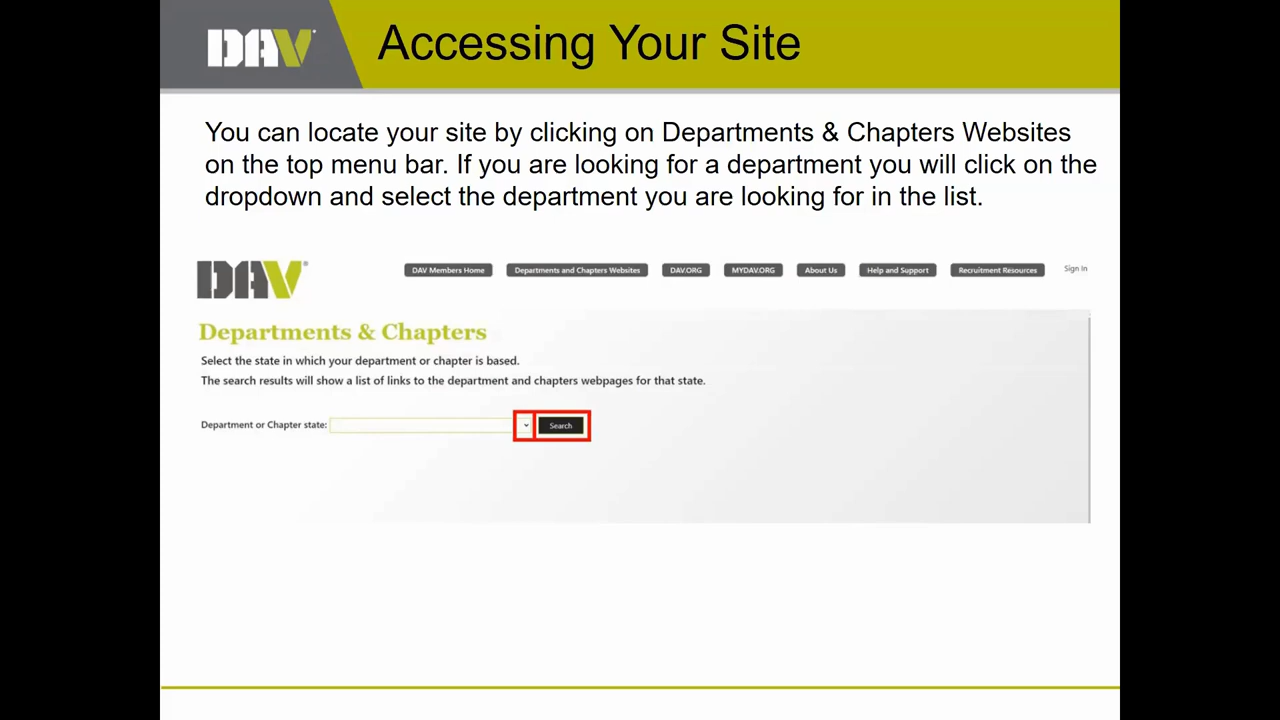 DAV Accessing Your Site
You can locate your site by clicking on Departments & Chapters Websites
on the top menu bar. If you are looking for a department you will click on the
dropdown and select the department you are looking for in the list.
DAV DAV Members Home Departments and Chapters Websites DAV.ORG MYDAV.ORG About Us Help and Support Recruitment Resources Sign In
Departments & Chapters
Select the state in which your department or chapter is based.
The search results will show a list of links to the department and chapters webpages for that state.
Department or Chapter state: Search